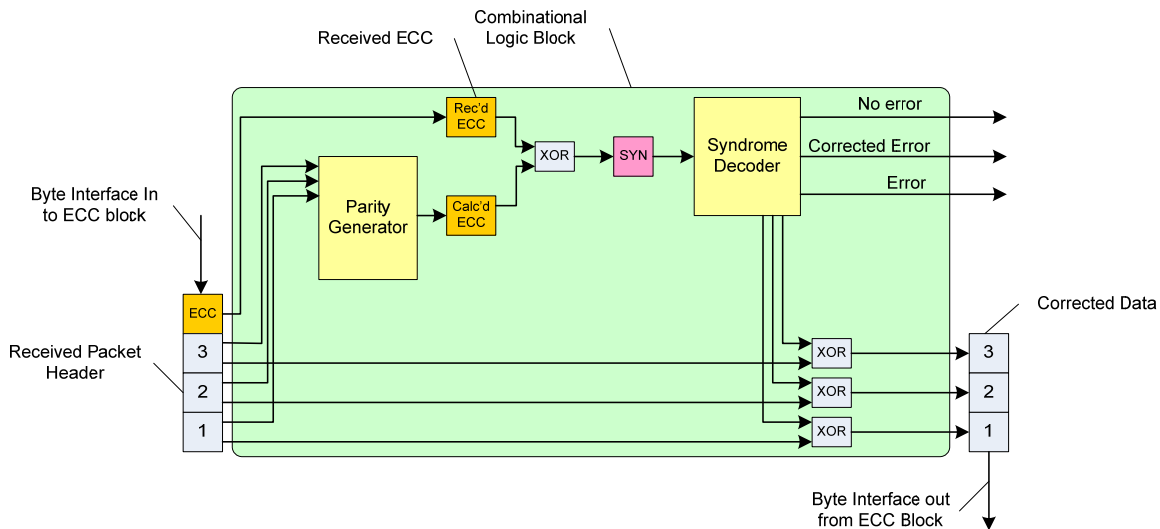 Combinational
Logic Block
Received ECC
Rec'd
ECC
XOR
SYN
Syndrome
Decoder
No error
Corrected Error
Error
Byte Interface In
to ECC block
Parity
Generator
Calc'd
ECC
ECC
3
2
1
Received Packet
Header
XOR
XOR
XOR
Corrected Data
3
2
1
Byte Interface out
from ECC Block